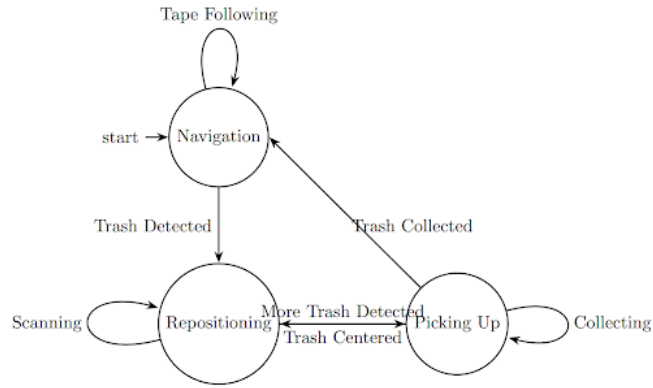 Tape Following
start
Navigation
Trash Detected
Trash Collected
More Trash Detected
Scanning
Repositioning
Picking Up
Collecting
Trash Centered